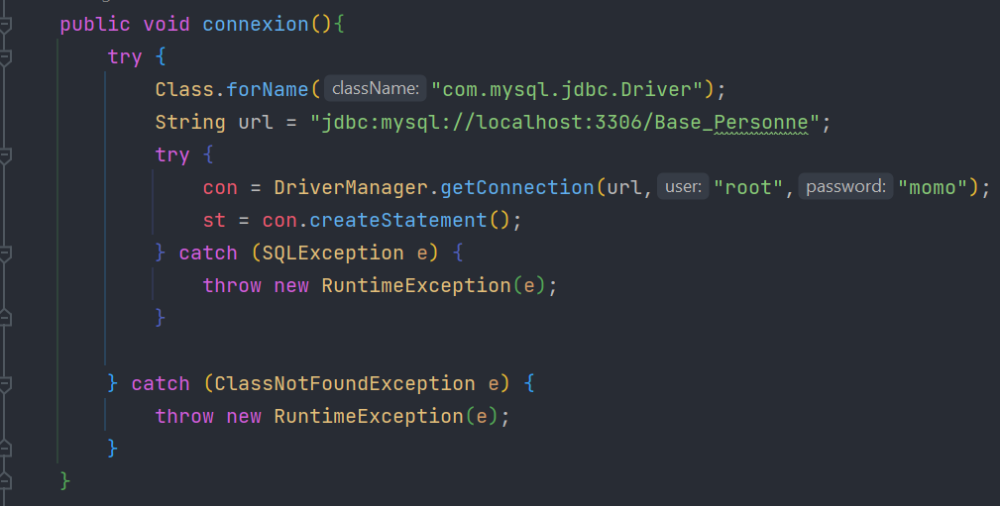 public void connexion(){
try {
Class.forName( className: "com.mysql.jdbc.Driver");
String url = "jdbc:mysql://localhost:3306/Base_Personne";
try {
con = DriverManager.getConnection(url, user: "root", password: "momo");
st = con.createStatement();
} catch (SQLException e) {
throw new RuntimeException(e);
}
} catch (ClassNotFoundException e) {
throw new RuntimeException(e);
}
}